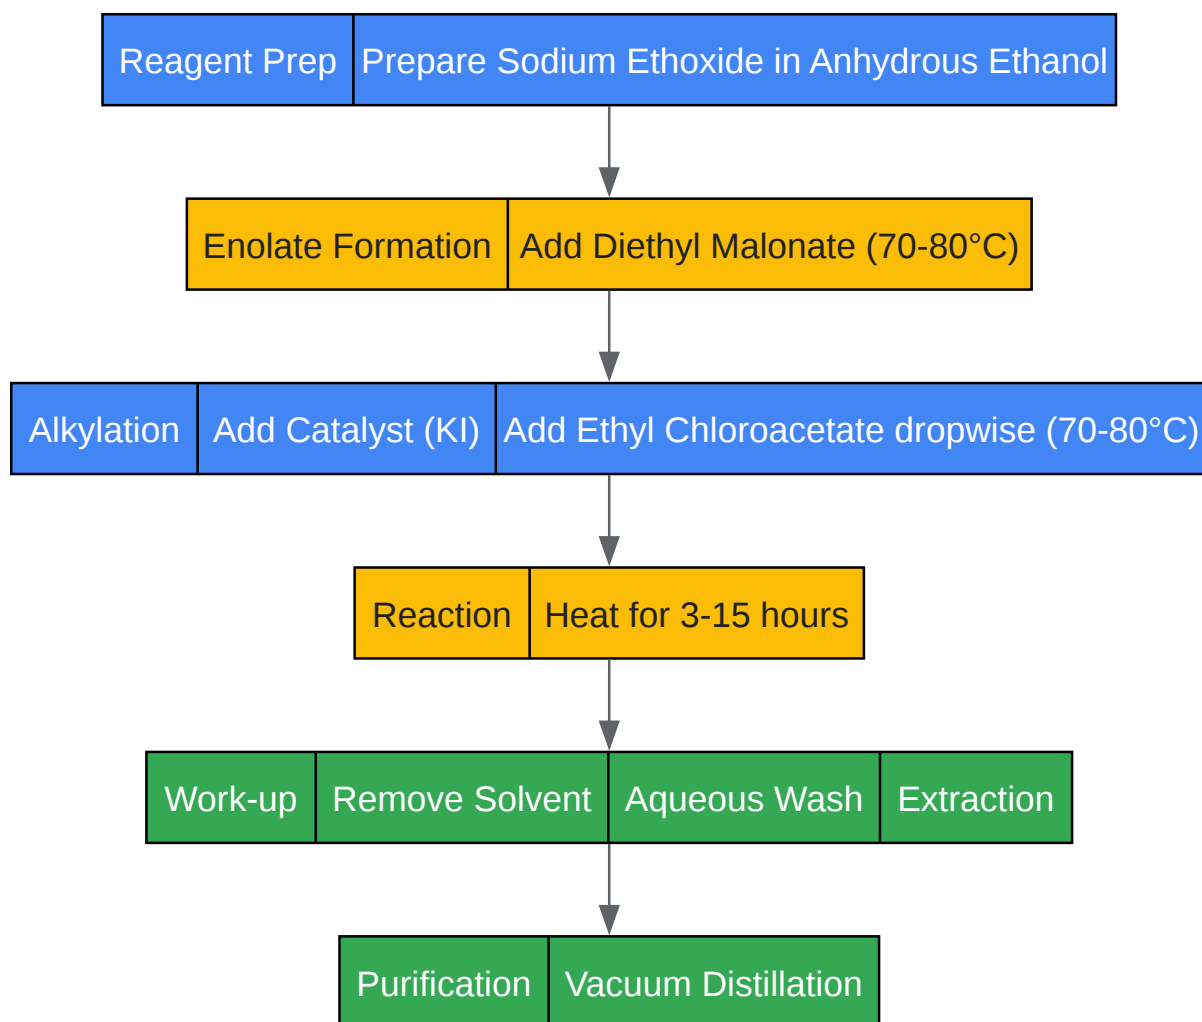 Reagent Prep Prepare Sodium Ethoxide in Anhydrous Ethanol
Enolate Formation Add Diethyl Malonate (70-80°C)
Alkylation Add Catalyst (KI) Add Ethyl Chloroacetate dropwise (70-80°C)
Reaction Heat for 3-15 hours
Work-up Remove Solvent Aqueous Wash Extraction
Purification Vacuum Distillation